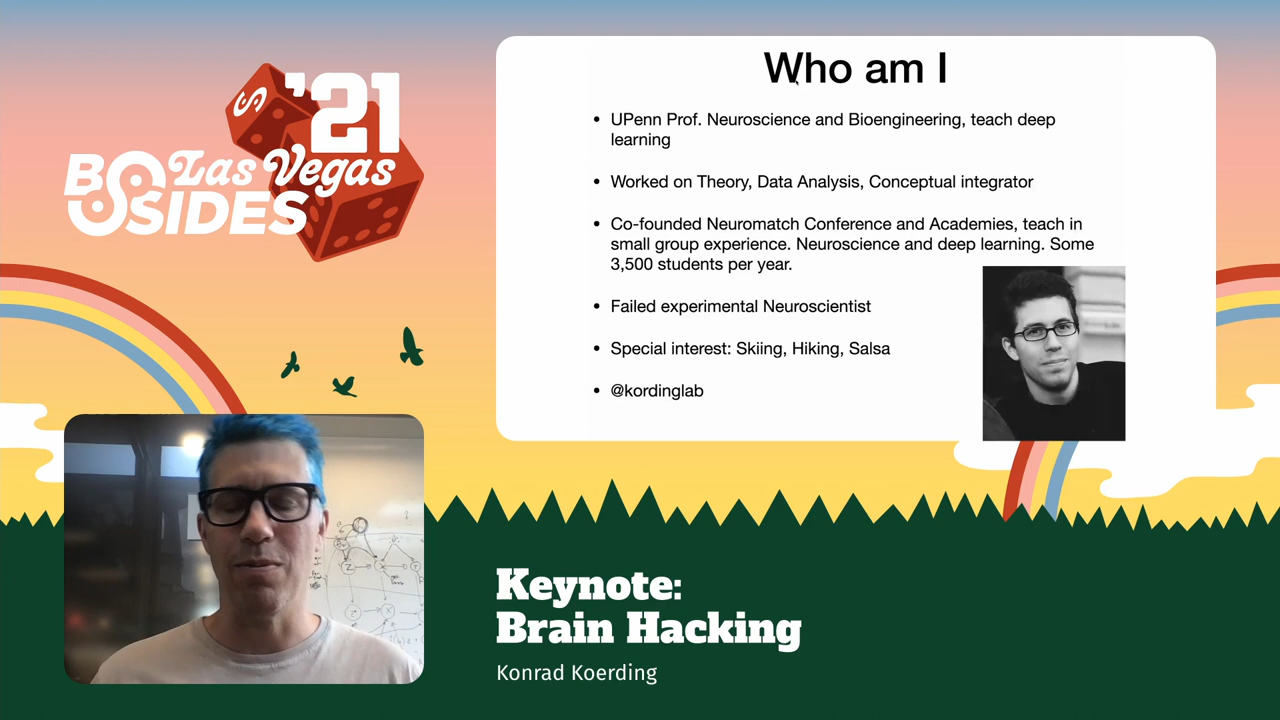 '21
S
BSIDES
Las Vegas
Who am I
• UPenn Prof. Neuroscience and Bioengineering, teach deep
learning
• Worked on Theory, Data Analysis, Conceptual integrator
• Co-founded Neuromatch Conference and Academies, teach in
small group experience. Neuroscience and deep learning. Some
3,500 students per year.
• Failed experimental Neuroscientist
• Special interest: Skiing, Hiking, Salsa
• @kordinglab
Keynote:
Brain Hacking
Konrad Koerding